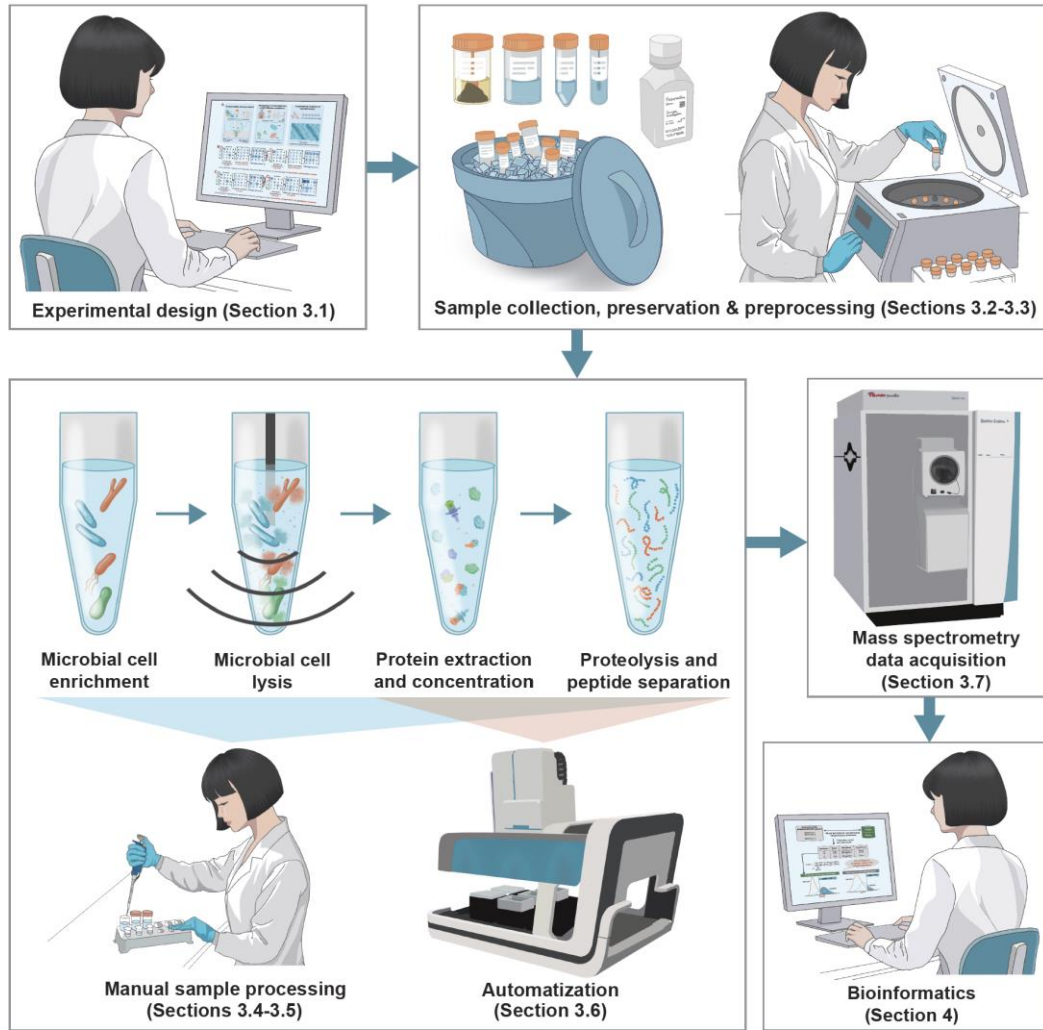 Experimental design (Section 3.1)
Sample collection, preservation & preprocessing (Sections 3.2-3.3)
Microbial cell
enrichment
Microbial cell
lysis
Protein extraction
and concentration
Proteolysis and
peptide separation
Mass spectrometry
data acquisition
(Section 3.7)
Manual sample processing
(Sections 3.4-3.5)
Automatization
(Section 3.6)
Bioinformatics
(Section 4)